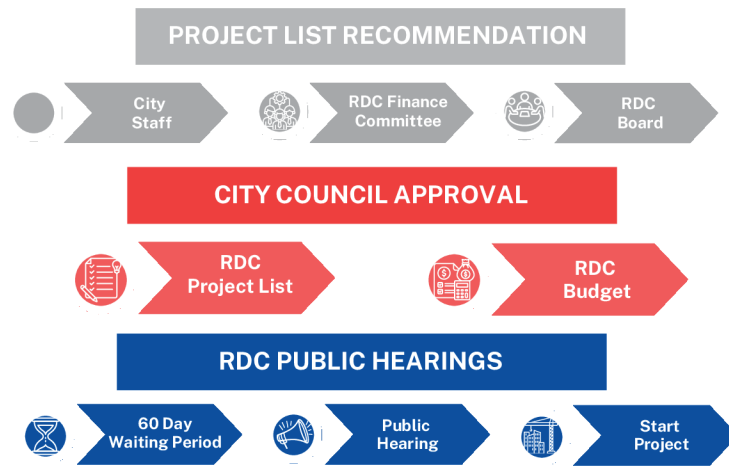 PROJECT LIST RECOMMENDATION
City
Staff
RDC Finance
Committee
RDC
Board
CITY COUNCIL APPROVAL
RDC
Project List
RDC
Budget
RDC PUBLIC HEARINGS
60 Day
Waiting Period
Public
Hearing
Start
Project